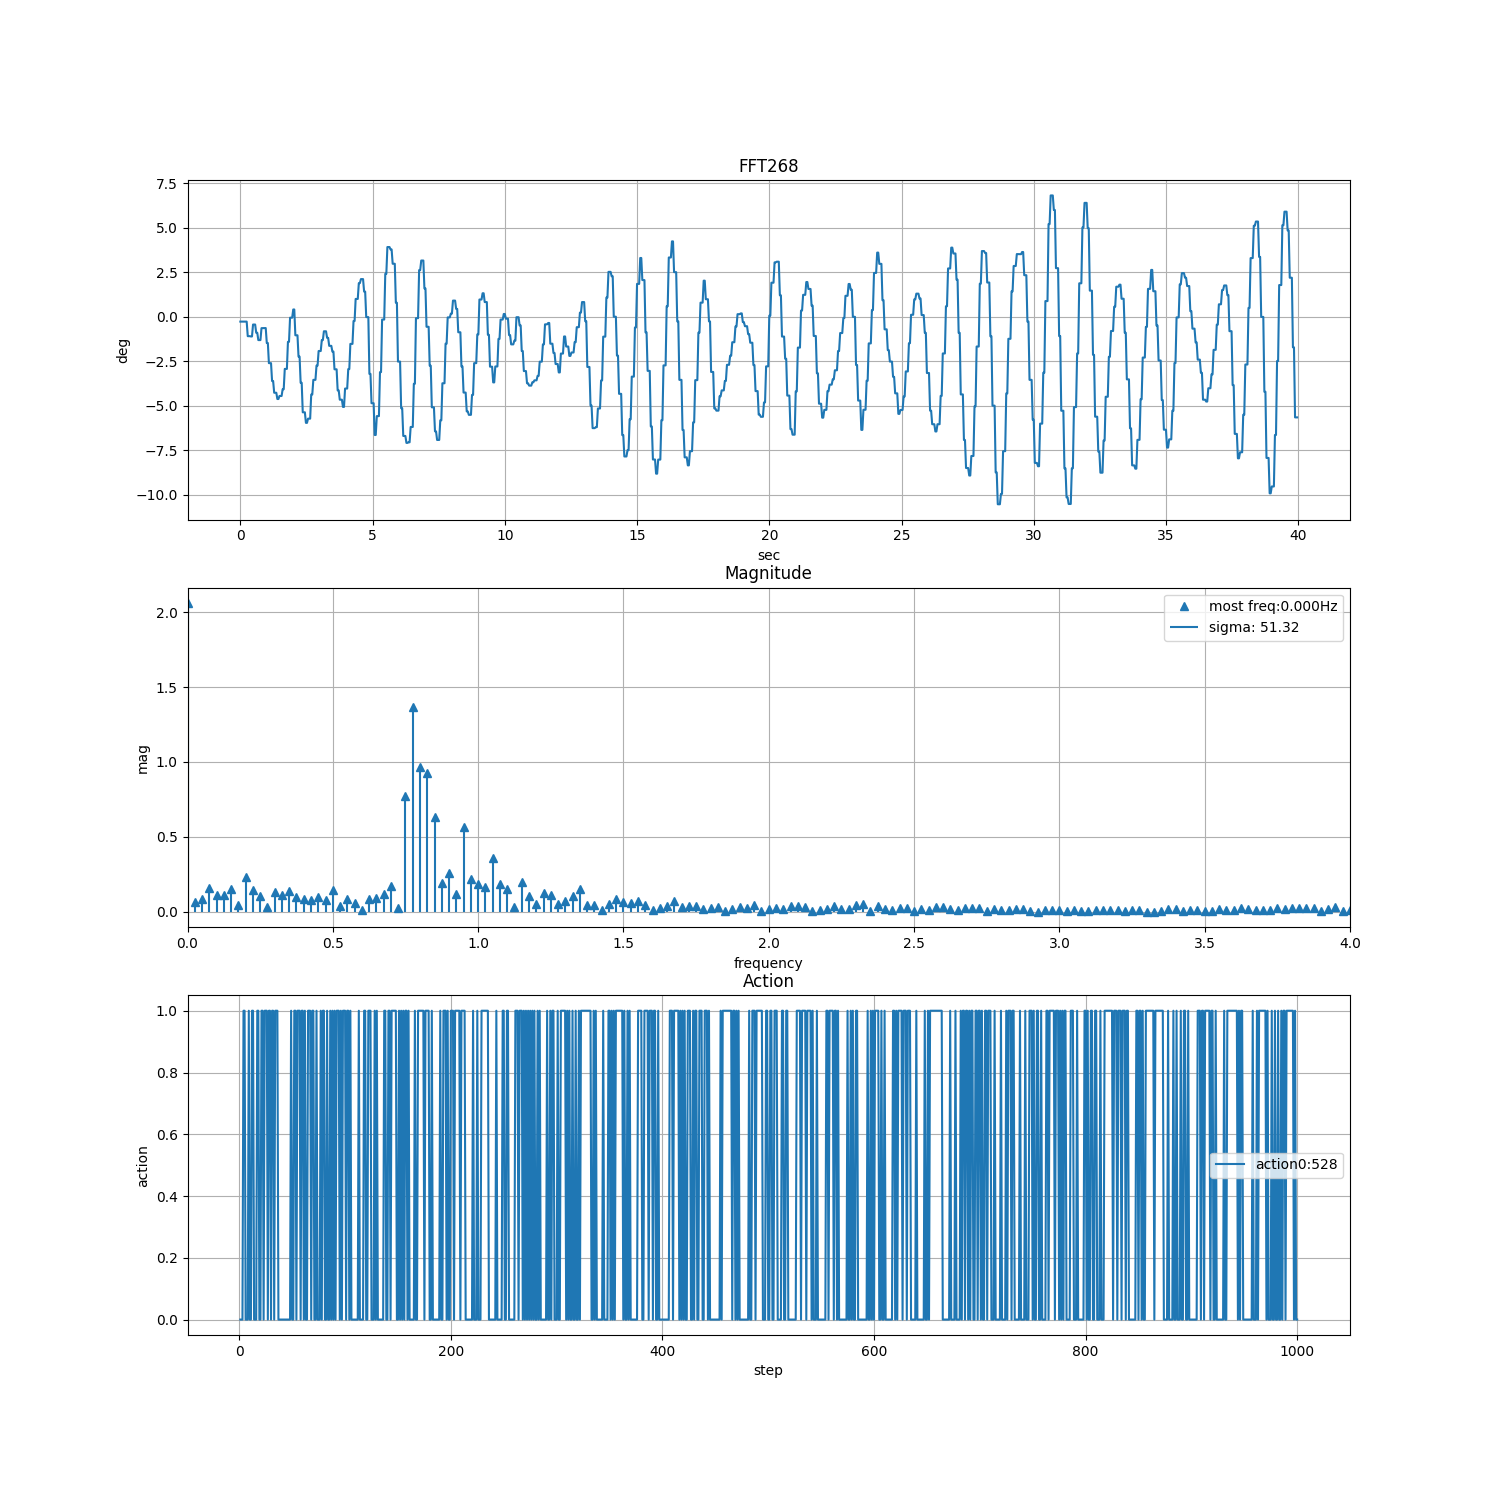 FFT268
7.5
5.0
2.5
0.0
−2.5
−5.0
−7.5
−10.0
deg
0 5 10 15 20 25 30 35 40
sec
Magnitude
2.0
1.5
1.0
0.5
0.0
mag
most freq:0.000Hz
sigma: 51.32
0.0 0.5 1.0 1.5 2.0 2.5 3.0 3.5 4.0
frequency
Action
1.0
0.8
0.6
0.4
0.2
0.0
action
action0:528
0 200 400 600 800 1000
step